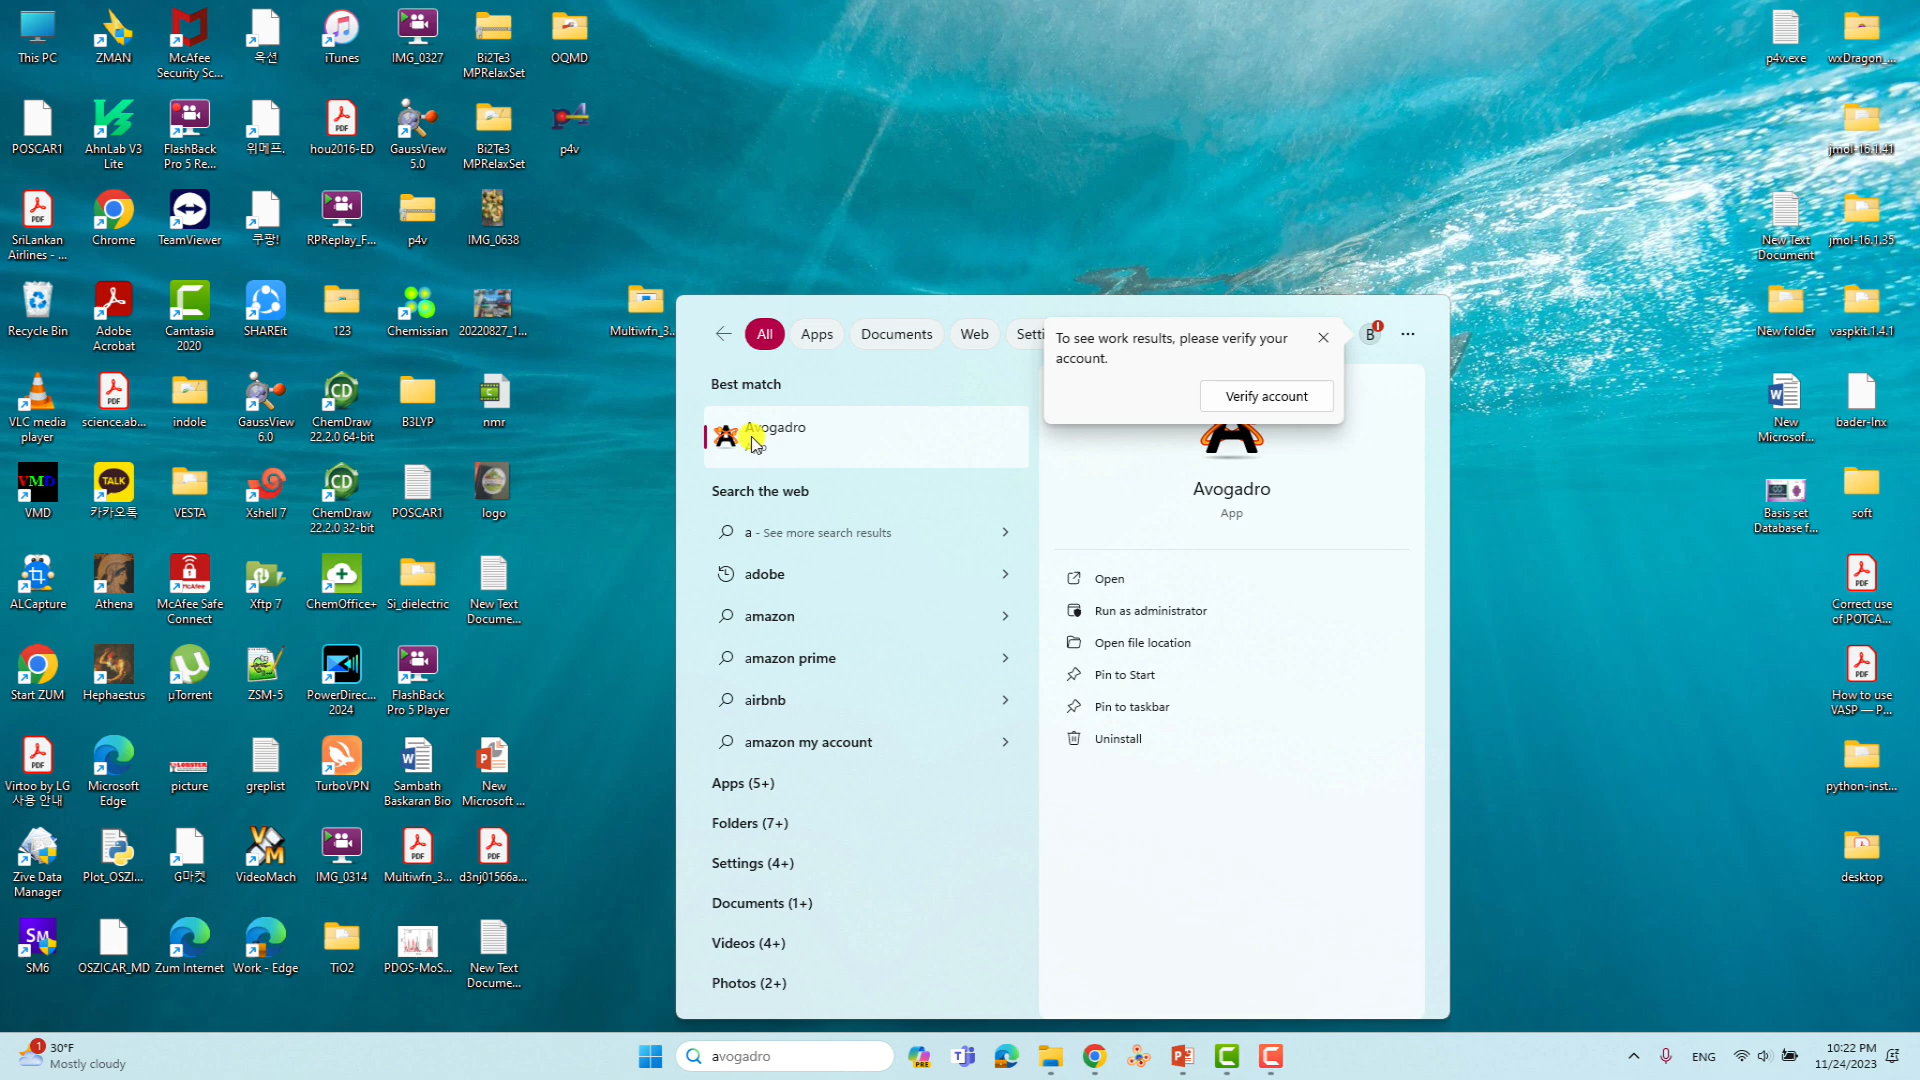 This PC
ZMAN
McAfee
Security Sc...
옥션
iTunes
IMG_0327
Bi2Te3
MPRelaxSet
OQMD
POSCAR1
AhnLab V3
Lite
FlashBack
Pro 5 Re...
위메프.
hou2016-ED
GaussView
5.0
Bi2Te3
MPRelaxSet
p4v
SriLankan
Airlines - ...
Chrome
TeamViewer
쿠팡!
RPReplay_F...
p4v
IMG_0638
Recycle Bin
Adobe
Acrobat
Camtasia
2020
SHAREit
123
Chemissian
20220827_1...
Multiwfn_3...
VLC media
player
science.ab...
indole
GaussView
6.0
ChemDraw
22.2.0 64-bit
B3LYP
nmr
VMD
카카오톡
VESTA
Xshell 7
ChemDraw
22.2.0 32-bit
POSCAR1
logo
ALCapture
Athena
McAfee Safe
Connect
Xftp 7
ChemOffice+
Si_dielectric
New Text
Docume...
Start ZUM
Hephaestus
µTorrent
ZSM-5
PowerDirec...
2024
FlashBack
Pro 5 Player
Virtoo by LG
사용 안내
Microsoft
Edge
picture
greplist
TurboVPN
Sambath
Baskaran Bio
New
Microsoft ...
Zive Data
Manager
Plot_OSZI...
G마켓
VideoMach
IMG_0314
Multiwfn_3...
d3nj01566a...
SM6
OSZICAR_MD
Zum Internet
Work - Edge
TiO2
PDOS-MoS...
New Text
Docume...
p4v.exe
wxDragon_...
jmol-16.1.41
New Text
Document
jmol-16.1.35
New folder
vaspkit.1.4.1
New
Microsof...
bader-lnx
Basis set
Database f...
soft
Correct use
of POTCA...
How to use
VASP — P...
python-inst...
desktop
All
Apps
Documents
Web
Setti
To see work results, please verify your
account.
Verify account
B
Best match
Avogadro
Search the web
a - See more search results
adobe
amazon
amazon prime
airbnb
amazon my account
Apps (5+)
Folders (7+)
Settings (4+)
Documents (1+)
Videos (4+)
Photos (2+)
Avogadro
App
Open
Run as administrator
Open file location
Pin to Start
Pin to taskbar
Uninstall
1
30°F
Mostly cloudy
avogadro
PRE
ENG
10:22 PM
11/24/2023